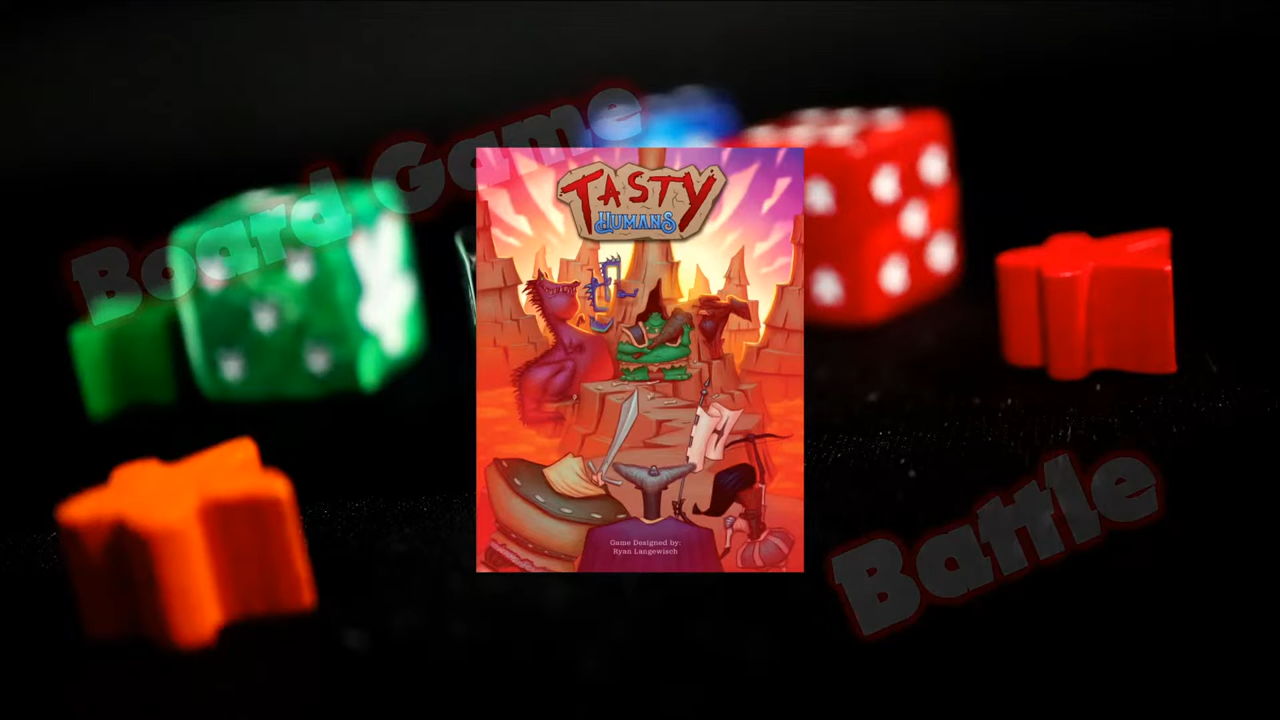 Board Game
TASTY
HUMANS
Game Designed by:
Ryan Langewisch
Battle